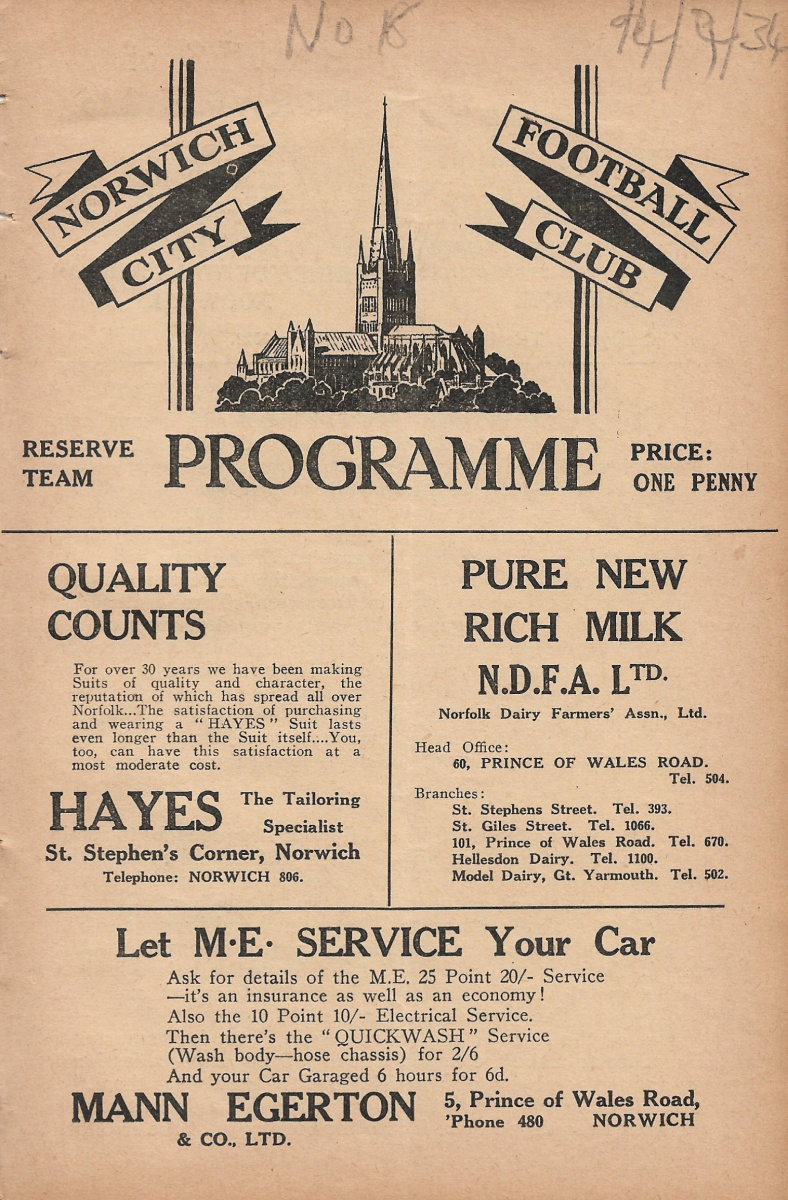 NORWICH
CITY
FOOTBALL
CLUB
RESERVE
TEAM
PROGRAMME
PRICE:
ONE PENNY
QUALITY
COUNTS
For over 30 years we have been making
Suits of quality and character, the
reputation of which has spread all over
Norfolk...The satisfaction of purchasing
and wearing a "HAYES" Suit lasts
even longer than the Suit itself....You,
too, can have this satisfaction at a
most moderate cost.
HAYES The Tailoring
Specialist
St. Stephen's Corner, Norwich
Telephone: NORWICH 806.
PURE NEW
RICH MILK
N.D.F.A. LTD.
Norfolk Dairy Farmers' Assn., Ltd.
Head Office:
60, PRINCE OF WALES ROAD.
Tel. 504.
Branches:
St. Stephens Street. Tel. 393.
St. Giles Street. Tel. 1066.
101, Prince of Wales Road. Tel. 670.
Hellesdon Dairy. Tel. 1100.
Model Dairy, Gt. Yarmouth. Tel. 502.
Let M·E· SERVICE Your Car
Ask for details of the M.E. 25 Point 20/- Service
—it's an insurance as well as an economy!
Also the 10 Point 10/- Electrical Service.
Then there's the "QUICKWASH" Service
(Wash body—hose chassis) for 2/6
And your Car Garaged 6 hours for 6d.
MANN EGERTON
& CO., LTD.
5, Prince of Wales Road,
'Phone 480 NORWICH